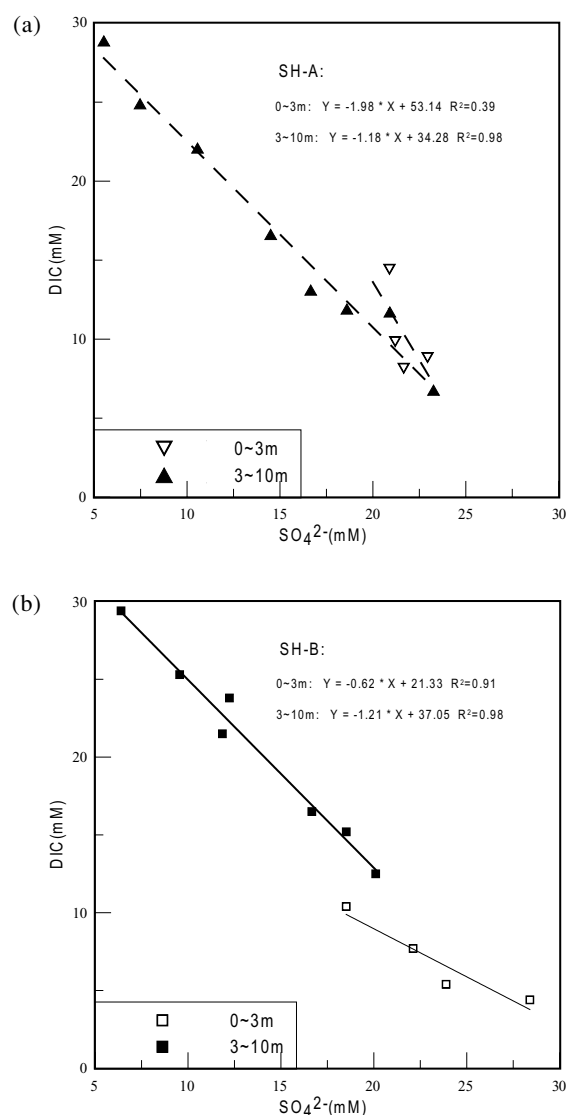 (a)
30
SH-A:
0~3m: Y = -1.98 * X + 53.14 R²=0.39
3~10m: Y = -1.18 * X + 34.28 R²=0.98
20
DIC(mM)
10
0~3m
3~10m
0
5 10 15 20 25 30
SO₄²⁻(mM)
(b)
30
SH-B:
0~3m: Y = -0.62 * X + 21.33 R²=0.91
3~10m: Y = -1.21 * X + 37.05 R²=0.98
20
DIC(mM)
10
0~3m
3~10m
0
5 10 15 20 25 30
SO₄²⁻(mM)